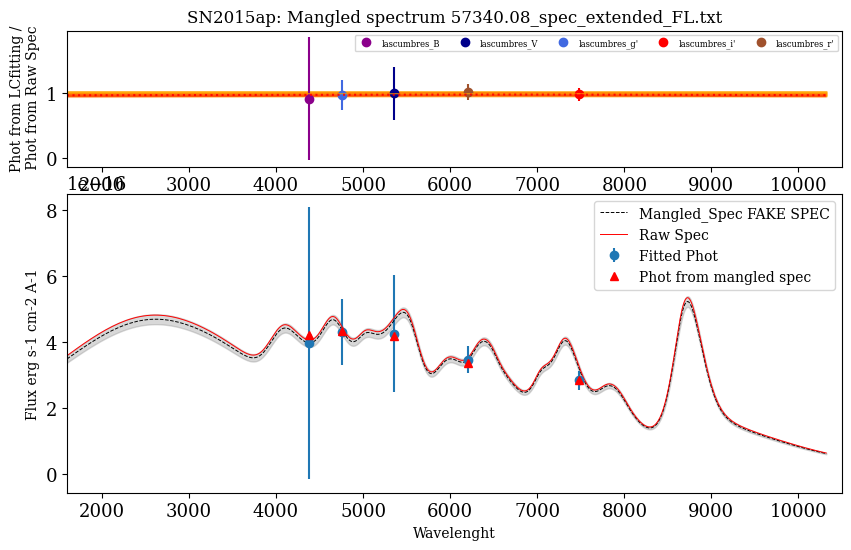 SN2015ap: Mangled spectrum 57340.08_spec_extended_FL.txt
Phot from LCfitting /
Phot from Raw Spec
lascumbres_B lascumbres_V lascumbres_g' lascumbres_i' lascumbres_r'
1
0
2000 3000 4000 5000 6000 7000 8000 9000 10000
Flux erg s-1 cm-2 A-1
Mangled_Spec FAKE SPEC
Raw Spec
Fitted Phot
Phot from mangled spec
8
6
4
2
0
2000 3000 4000 5000 6000 7000 8000 9000 10000
Wavelenght